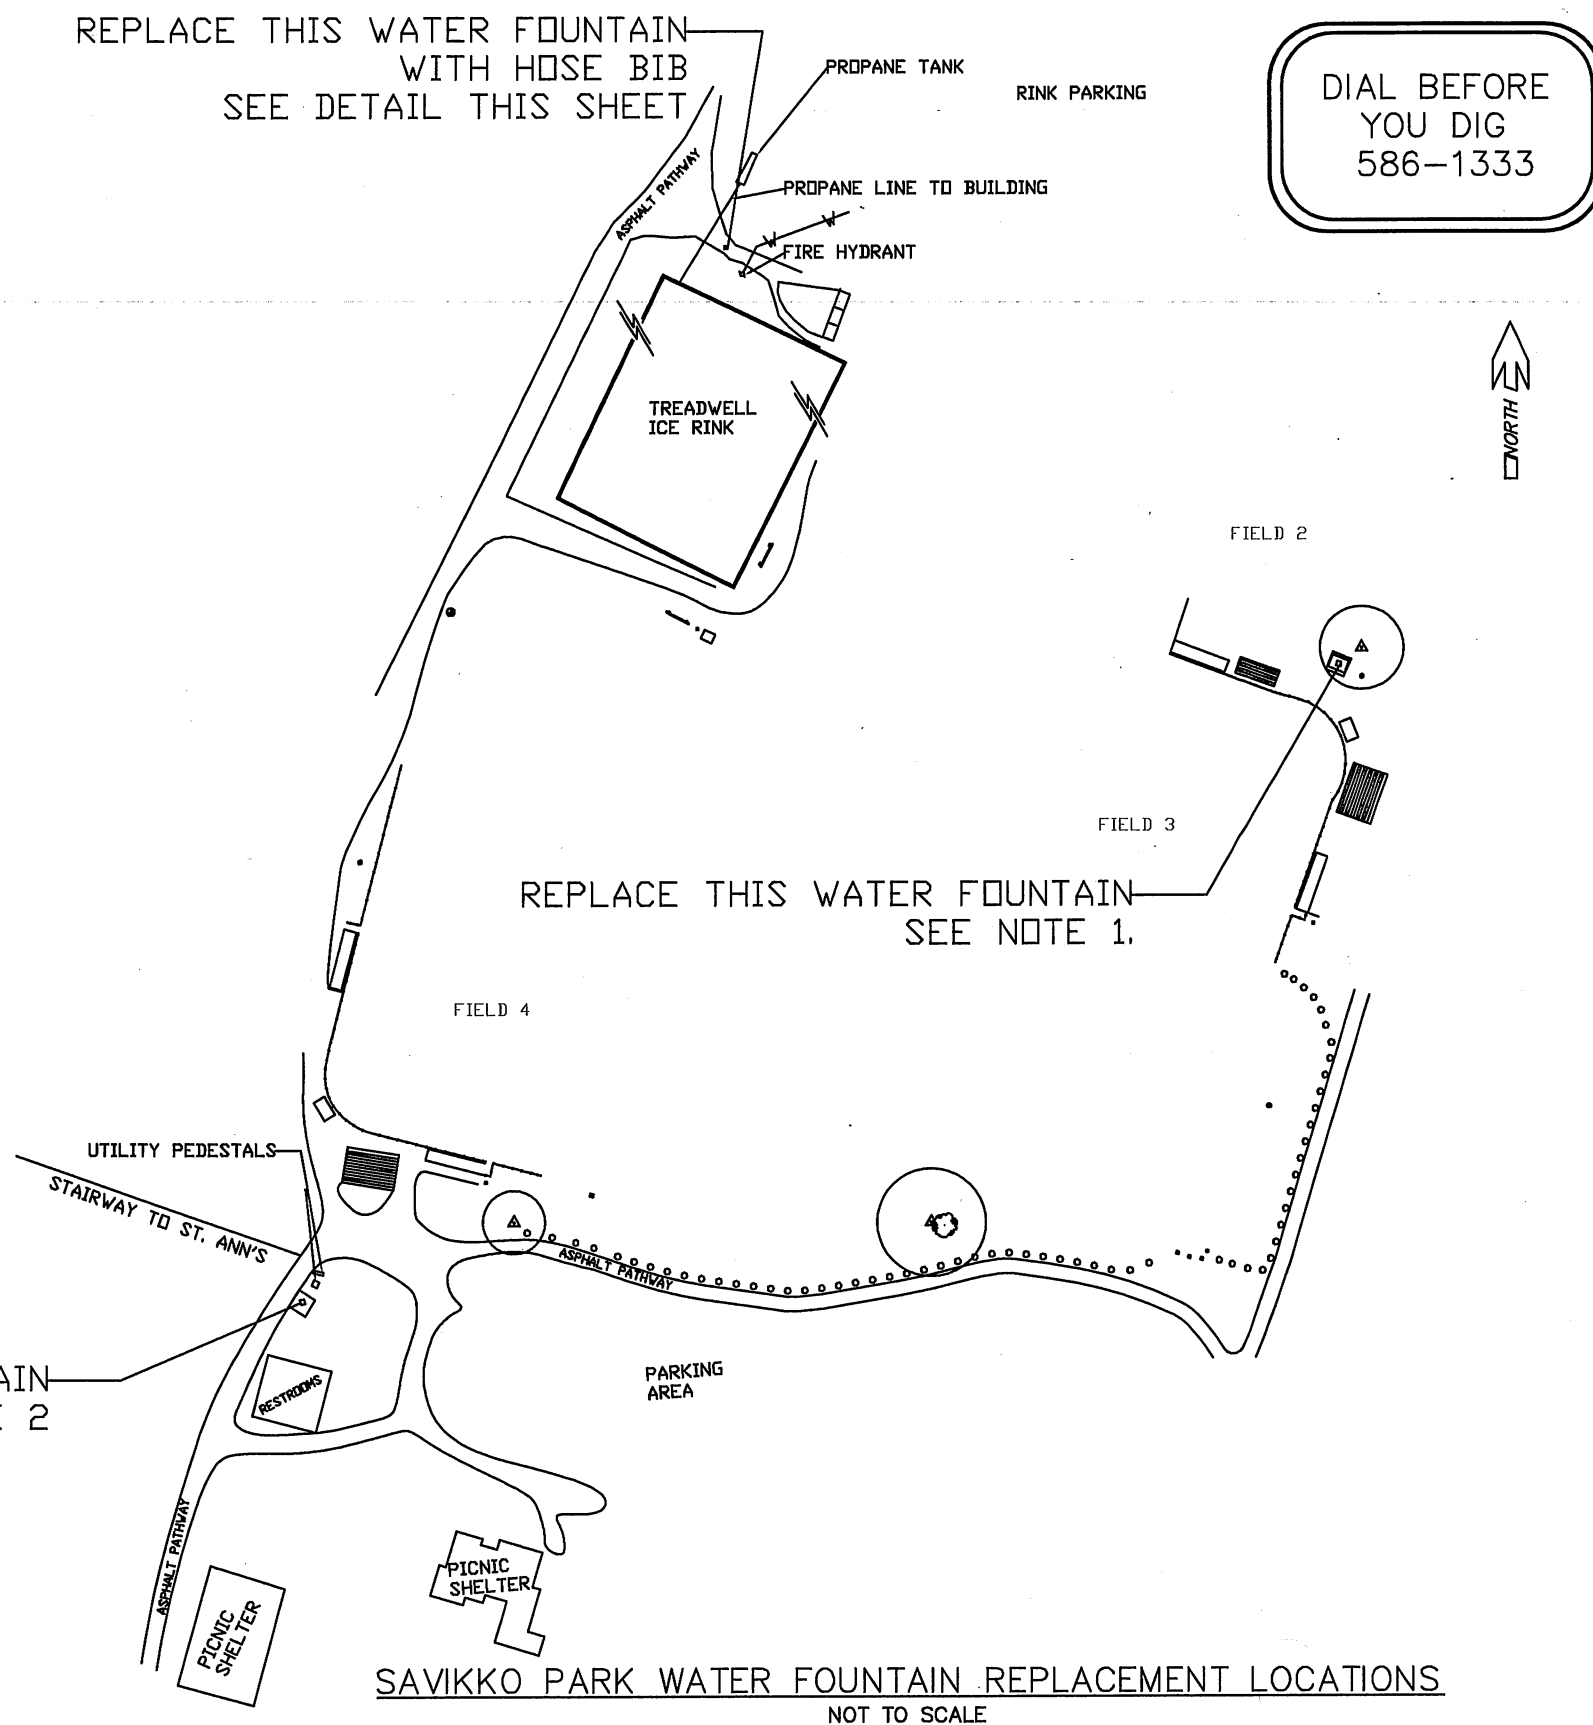 REPLACE THIS WATER FOUNTAIN
WITH HOSE BIB
SEE DETAIL THIS SHEET
PROPANE TANK
RINK PARKING
DIAL BEFORE
YOU DIG
586-1333
ASPHALT PATHWAY
PROPANE LINE TO BUILDING
W
W
FIRE HYDRANT
TREADWELL
ICE RINK
NORTH
FIELD 2
FIELD 3
REPLACE THIS WATER FOUNTAIN
SEE NOTE 1.
FIELD 4
UTILITY PEDESTALS
STAIRWAY TO ST. ANN'S
ASPHALT PATHWAY
AIN
2
RESTROOMS
PARKING
AREA
ASPHALT PATHWAY
PICNIC
SHELTER
PICNIC
SHELTER
SAVIKKO PARK WATER FOUNTAIN REPLACEMENT LOCATIONS
NOT TO SCALE